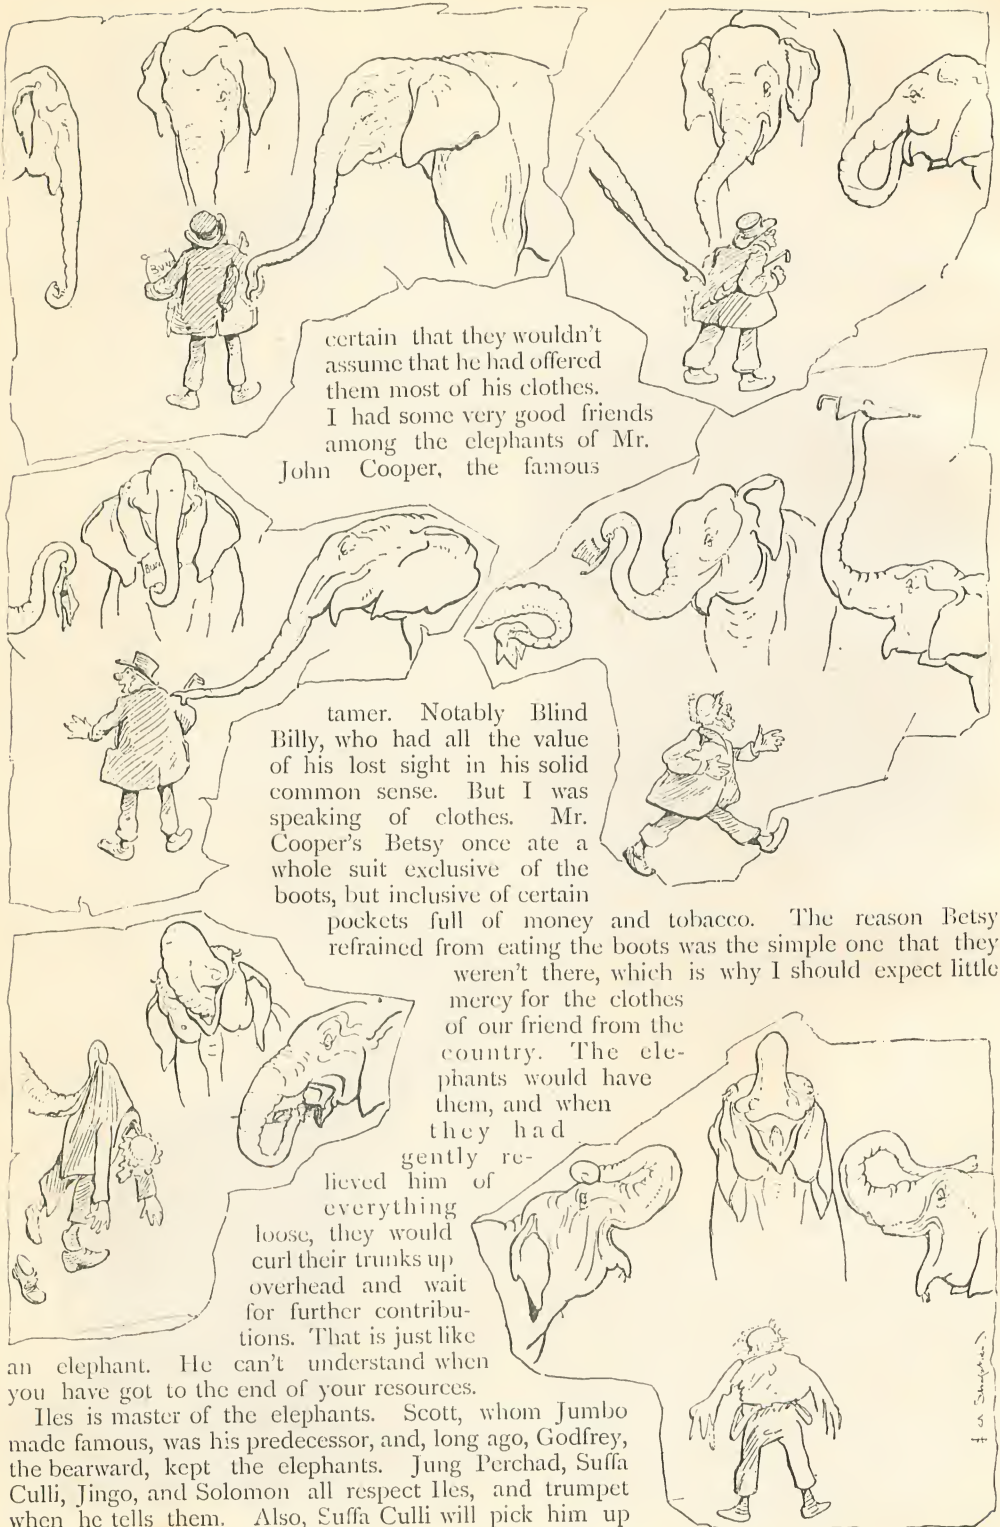 BUNS
certain that they wouldn't
assume that he had offered
them most of his clothes.
I had some very good friends
among the elephants of Mr.
John Cooper, the famous
BUNS
tamer. Notably Blind
Billy, who had all the value
of his lost sight in his solid
common sense. But I was
speaking of clothes. Mr.
Cooper's Betsy once ate a
whole suit exclusive of the
boots, but inclusive of certain
pockets full of money and tobacco. The reason Betsy
refrained from eating the boots was the simple one that they
weren't there, which is why I should expect little
mercy for the clothes
of our friend from the
country. The ele-
phants would have
them, and when
they had
gently re-
lieved him of
everything
loose, they would
curl their trunks up
overhead and wait
for further contribu-
tions. That is just like
an elephant. He can't understand when
you have got to the end of your resources.
Iles is master of the elephants. Scott, whom Jumbo
made famous, was his predecessor, and, long ago, Godfrey,
the bearward, kept the elephants. Jung Perchad, Suffa
Culli, Jingo, and Solomon all respect Iles, and trumpet
when he tells them. Also, Suffa Culli will pick him up
Shepherd